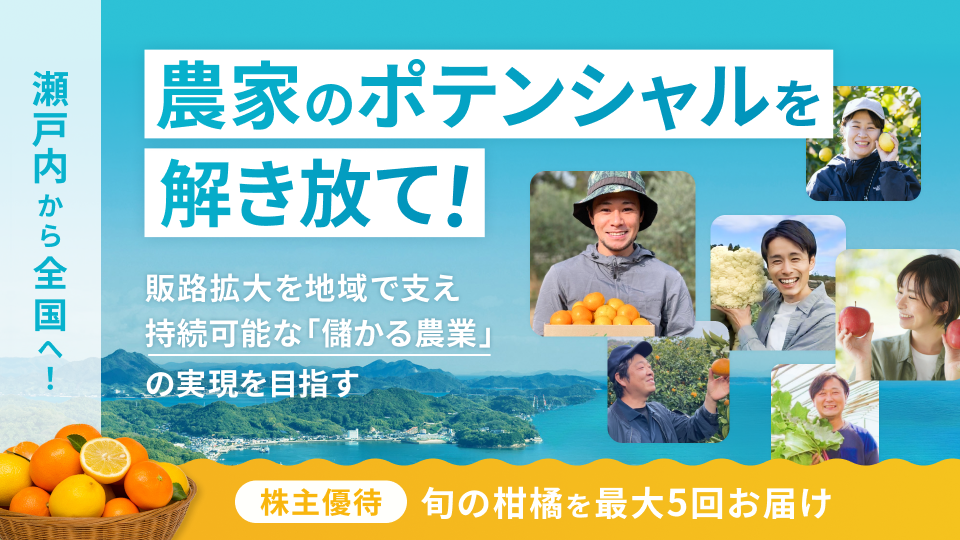 瀬戸内から全国へ!
農家のポテンシャルを
解き放て!
販路拡大を地域で支え
持続可能な「儲かる農業」
の実現を目指す
株主優待 旬の柑橘を最大5回お届け